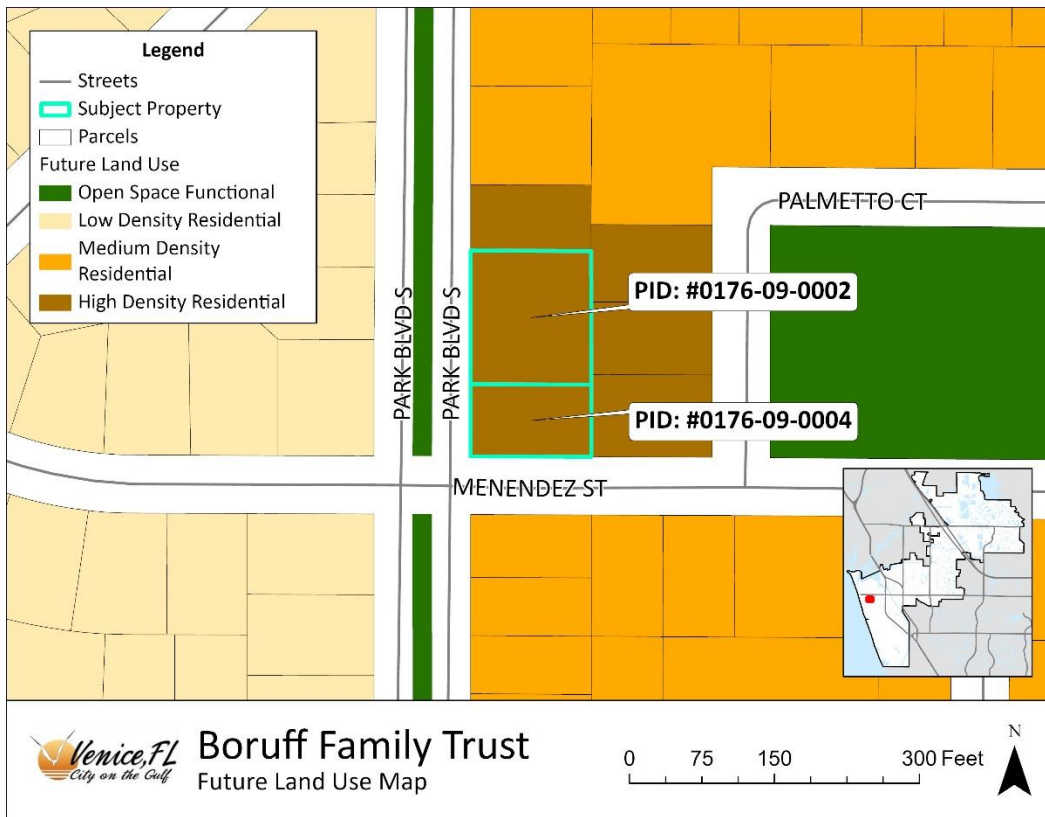 Legend
Streets
Subject Property
Parcels
Future Land Use
Open Space Functional
Low Density Residential
Medium Density
Residential
High Density Residential
PALMETTO CT
PID: #0176-09-0002
PARK BLVD S
PARK BLVD S
PID: #0176-09-0004
MENENDEZ ST
Venice, FL
City on the Gulf
Boruff Family Trust
Future Land Use Map
0 75 150 300 Feet
N